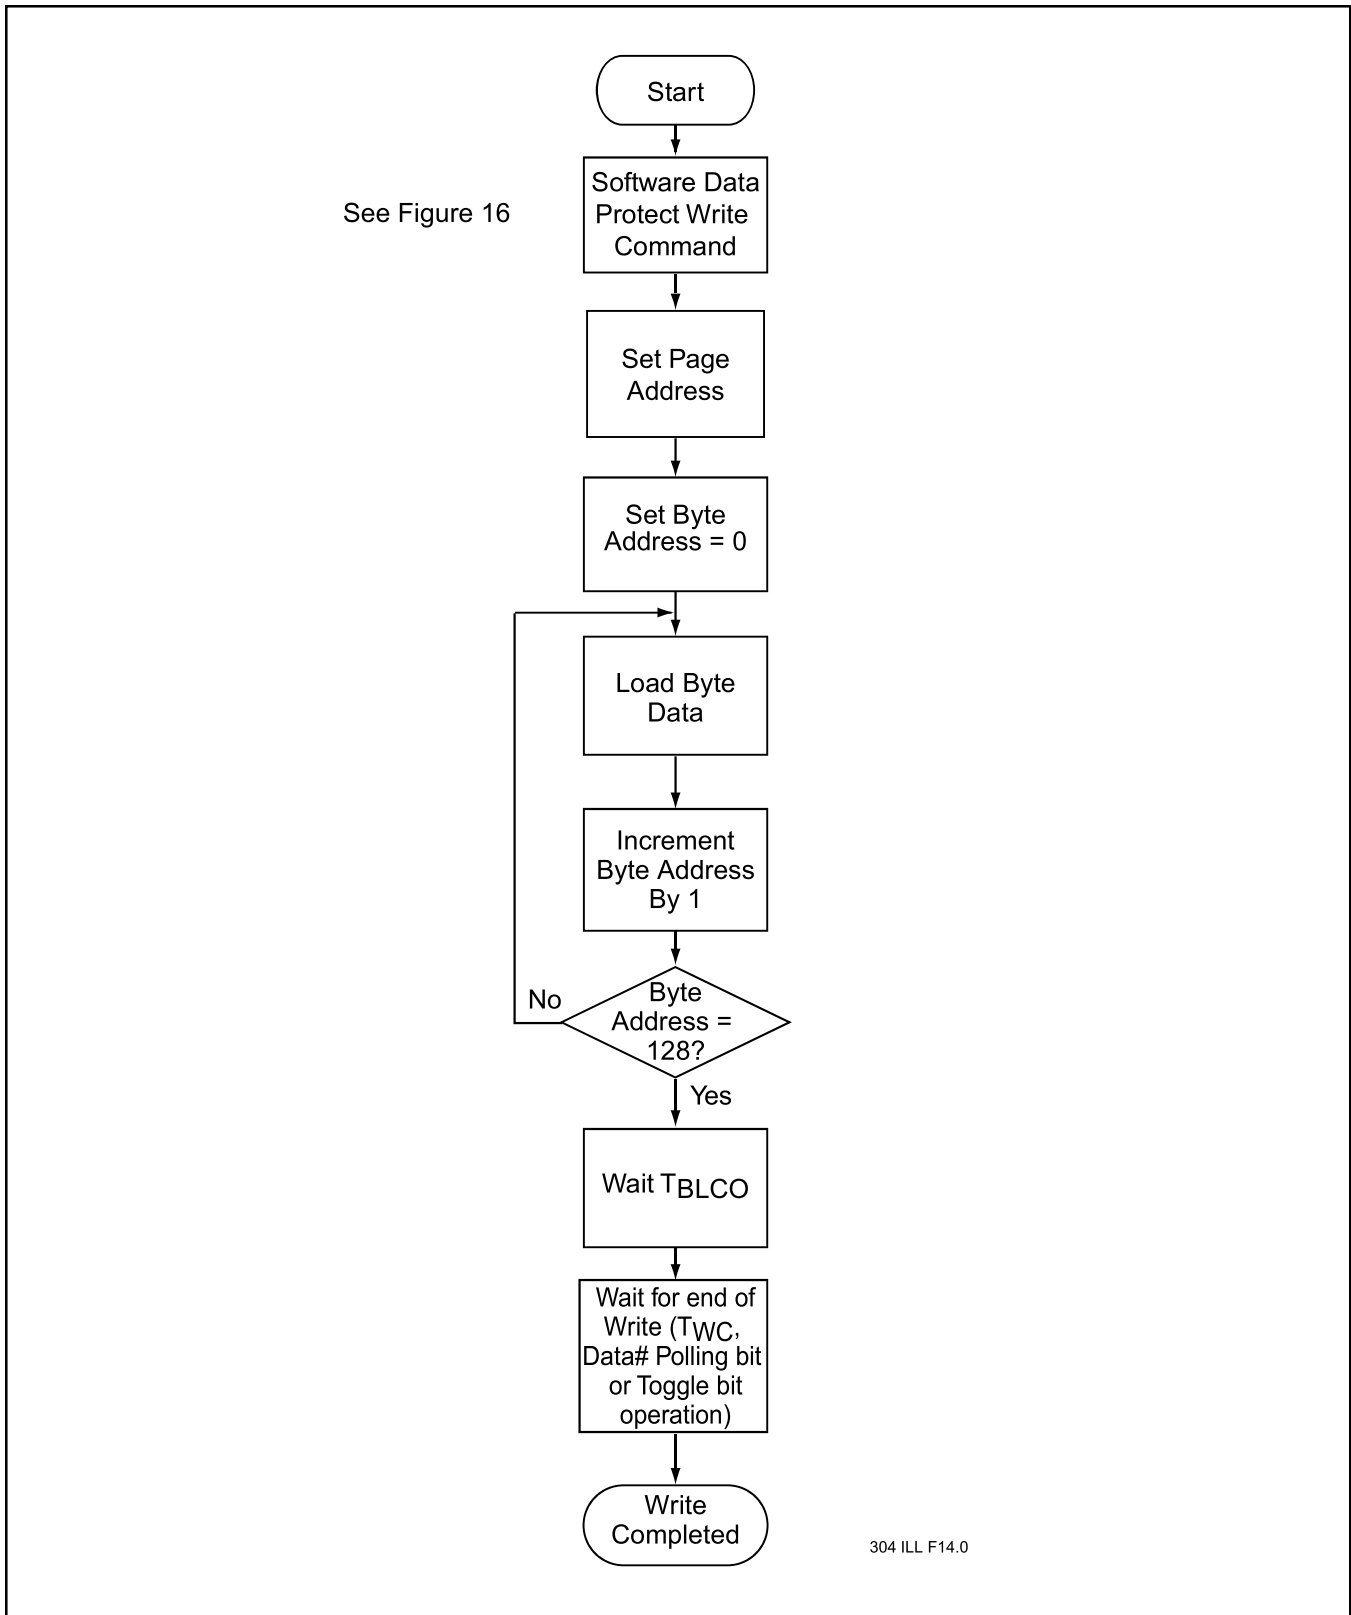 Start
See Figure 16
Software Data
Protect Write
Command
Set Page
Address
Set Byte
Address = 0
Load Byte
Data
Increment
Byte Address
By 1
No
Byte
Address =
128?
Yes
Wait TBLCO
Wait for end of
Write (TWC,
Data# Polling bit
or Toggle bit
operation)
Write
Completed
304 ILL F14.0